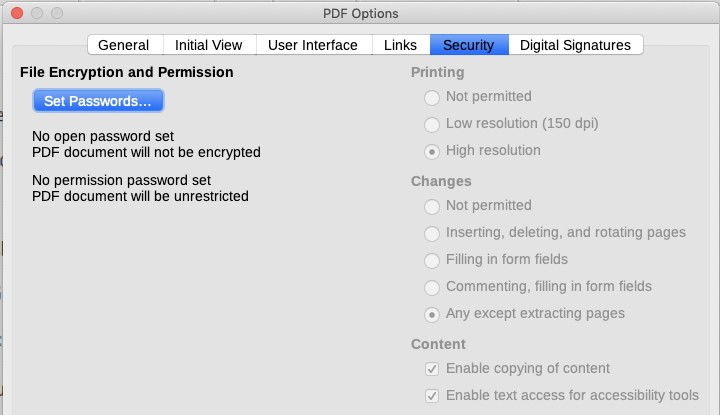 PDF Options
General
Initial View
User Interface
Links
Security
Digital Signatures
File Encryption and Permission
Set Passwords...
No open password set
PDF document will not be encrypted
No permission password set
PDF document will be unrestricted
Printing
Not permitted
Low resolution (150 dpi)
High resolution
Changes
Not permitted
Inserting, deleting, and rotating pages
Filling in form fields
Commenting, filling in form fields
Any except extracting pages
Content
Enable copying of content
Enable text access for accessibility tools